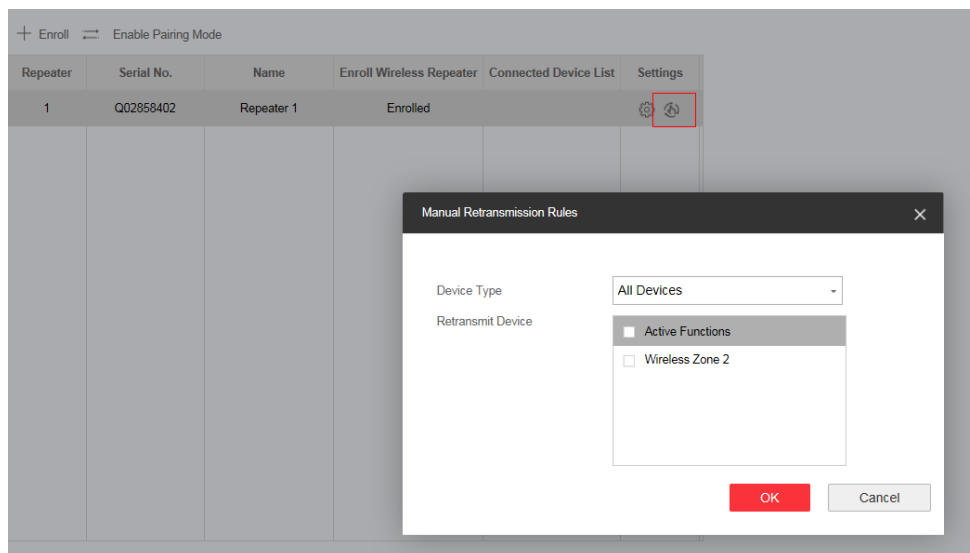 Enroll Enable Pairing Mode
Repeater Serial No. Name Enroll Wireless Repeater Connected Device List Settings
1 Q02858402 Repeater 1 Enrolled
Manual Retransmission Rules
Device Type All Devices
Retransmit Device Active Functions
Wireless Zone 2
OK Cancel